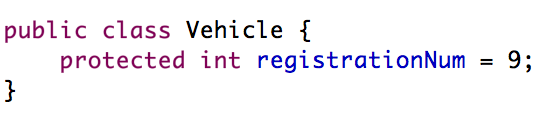 public class Vehicle {
    protected int registrationNum = 9;
}